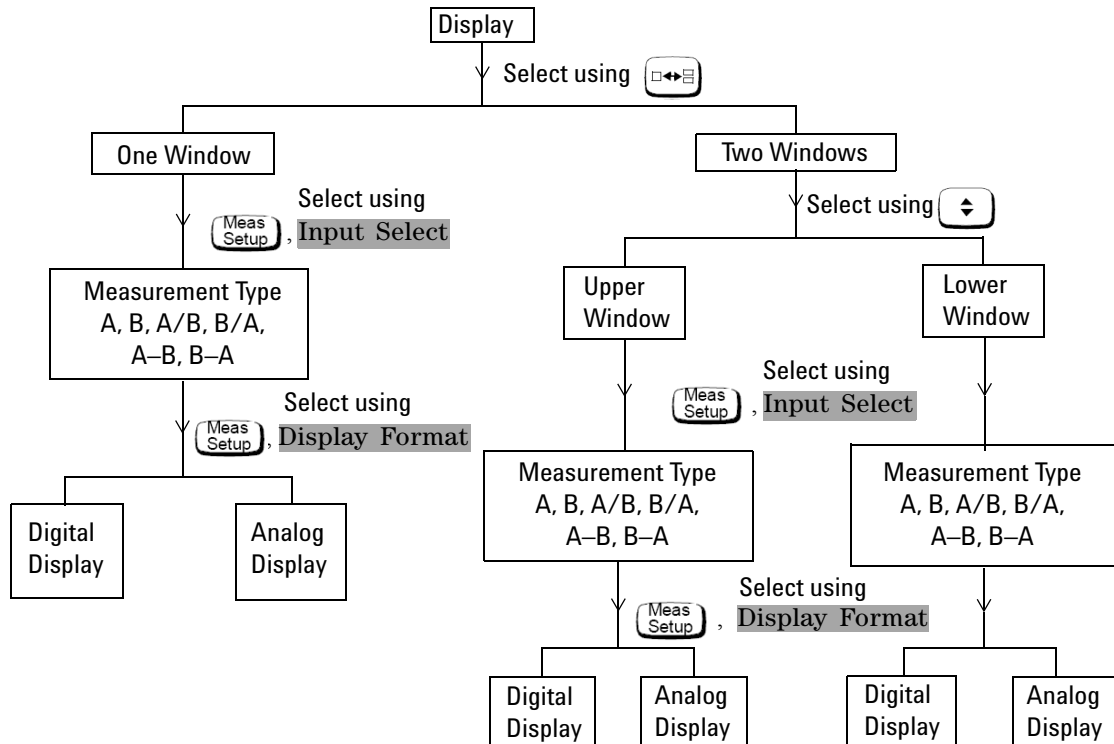 Display
Select using
One Window
Two Windows
Select using
Meas
Setup , Input Select
Select using
Measurement Type
A, B, A/B, B/A,
A–B, B–A
Upper
Window
Lower
Window
Select using
Meas
Setup , Display Format
Select using
Meas
Setup , Input Select
Digital
Display
Analog
Display
Measurement Type
A, B, A/B, B/A,
A–B, B–A
Measurement Type
A, B, A/B, B/A,
A–B, B–A
Select using
Meas
Setup , Display Format
Digital
Display
Analog
Display
Digital
Display
Analog
Display